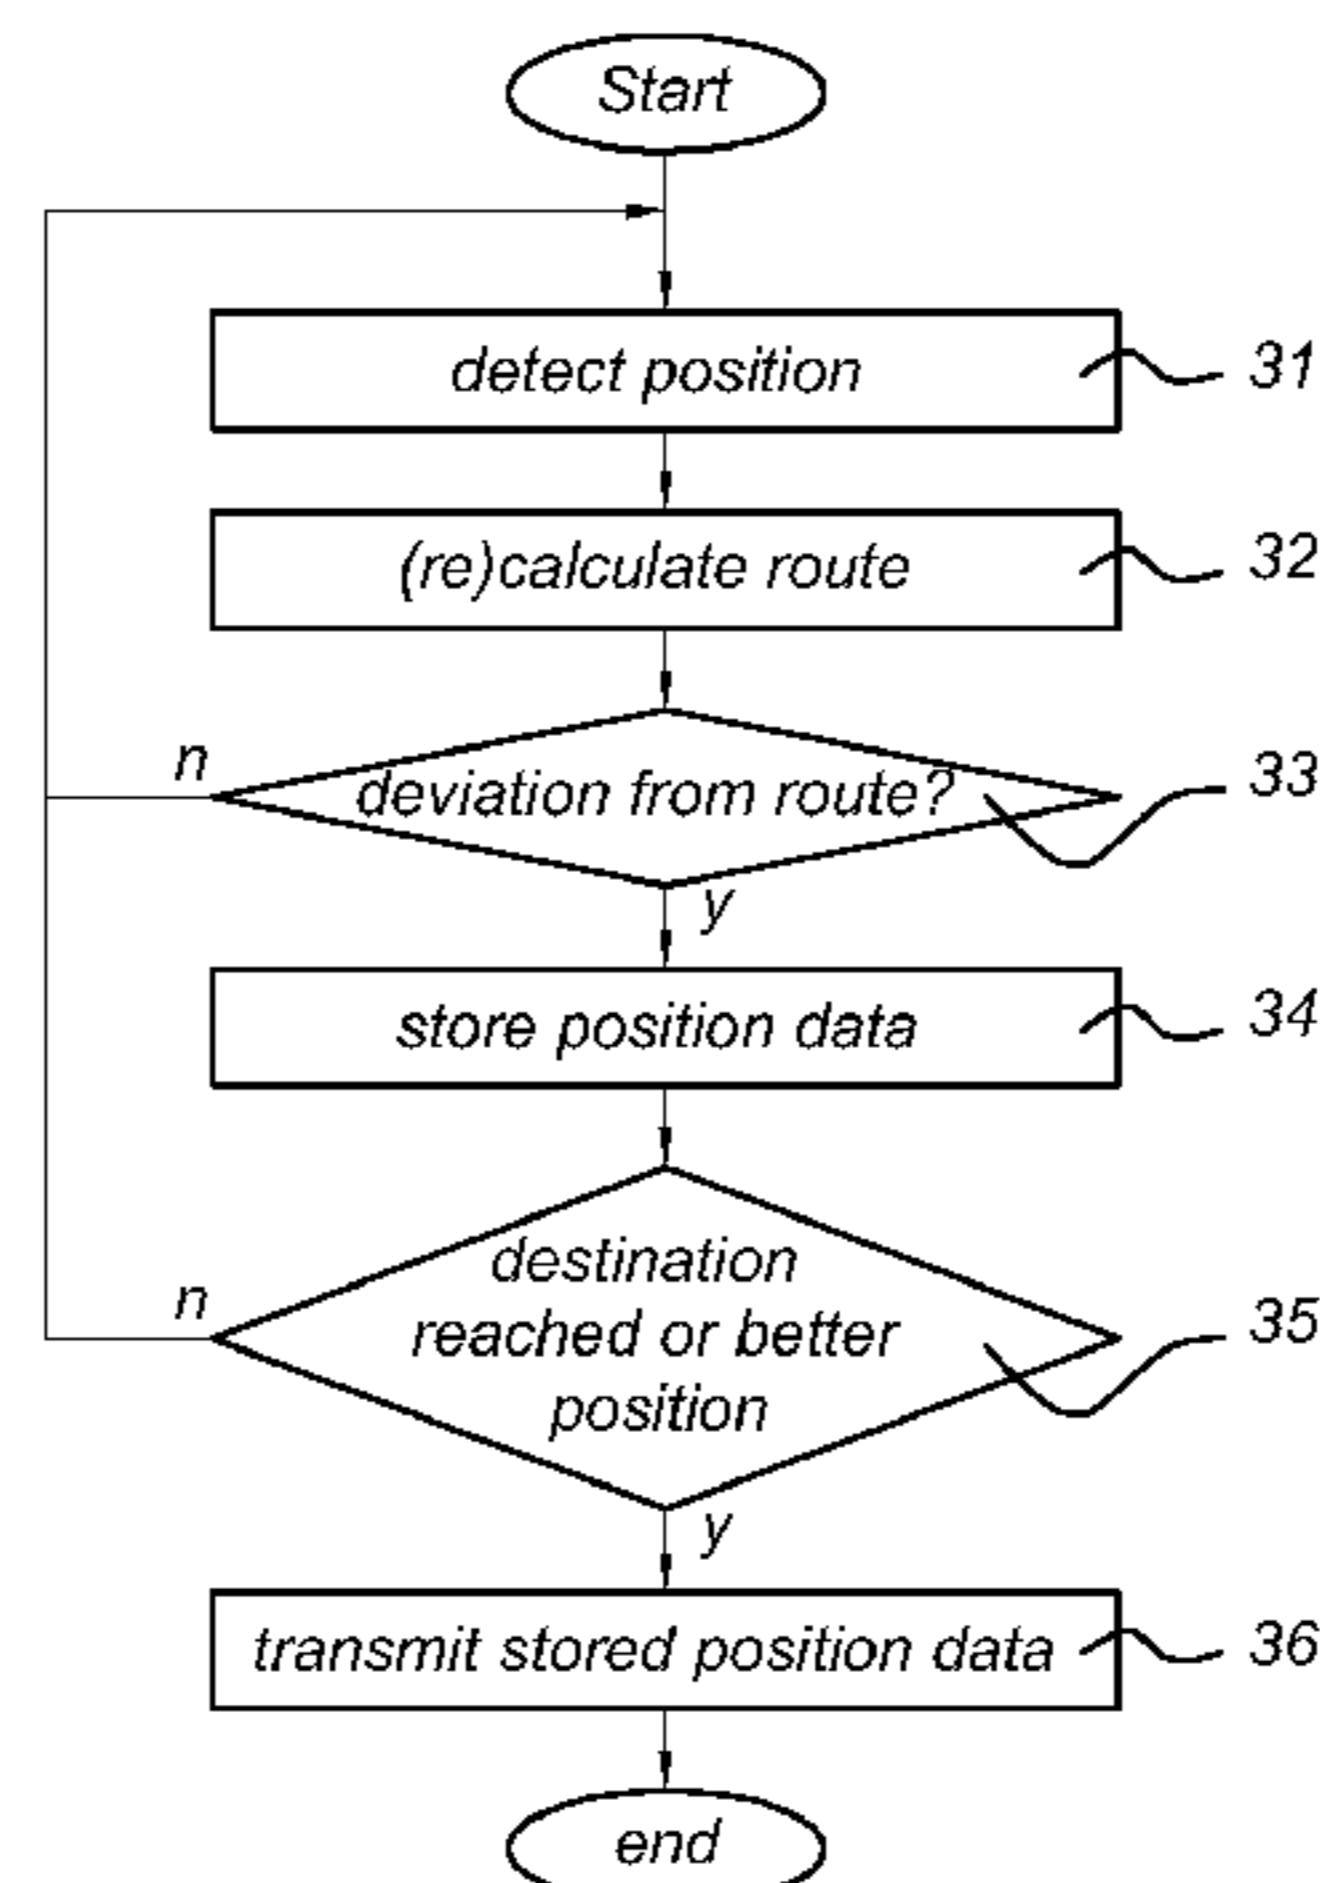 Start
detect position
31
(re)calculate route
32
n
deviation from route?
33
y
store position data
34
destination
reached or better
position
n
35
y
transmit stored position data
36
end